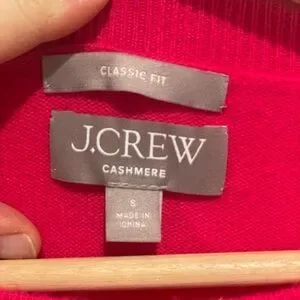 CLASSIC FIT
J.CREW
CASHMERE
S
MADE IN
CHINA